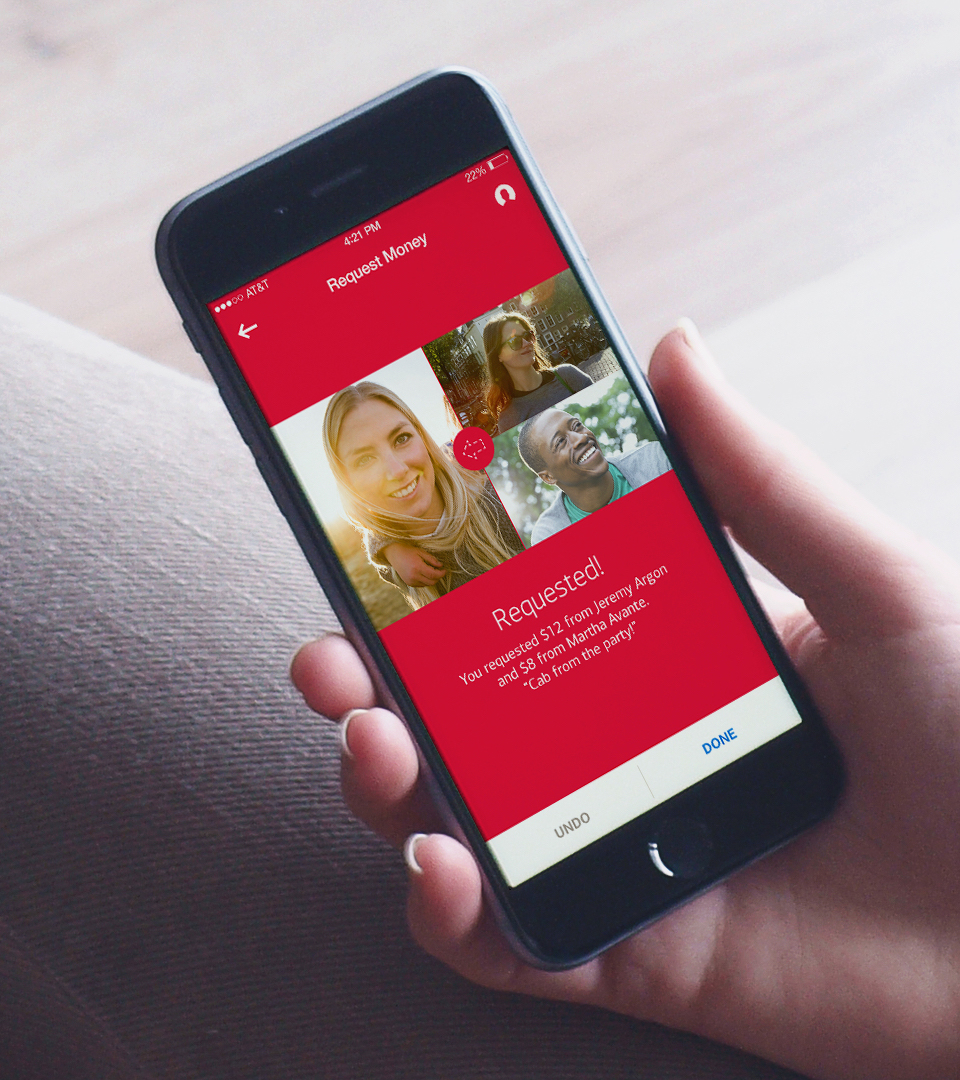 ●●●○○ AT&T 4:21 PM 22%
Request Money
Requested!
You requested $12 from Jeremy Argon
and $8 from Martha Avante.
“Cab from the party!”
UNDO DONE